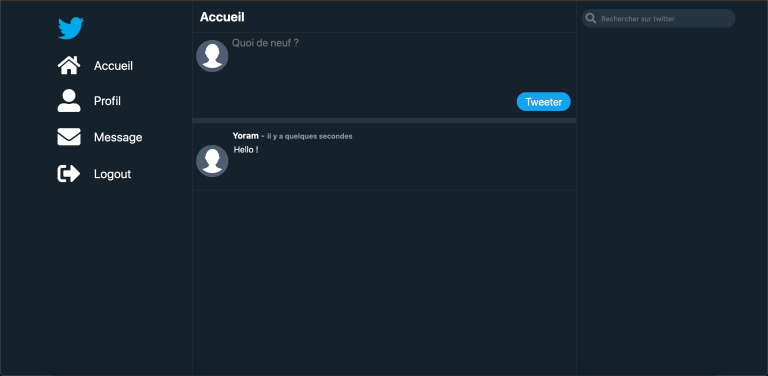 Accueil
Profil
Message
Logout
Accueil
Quoi de neuf ?
Tweeter
Yoram - il y a quelques secondes
Hello !
Rechercher sur twitter